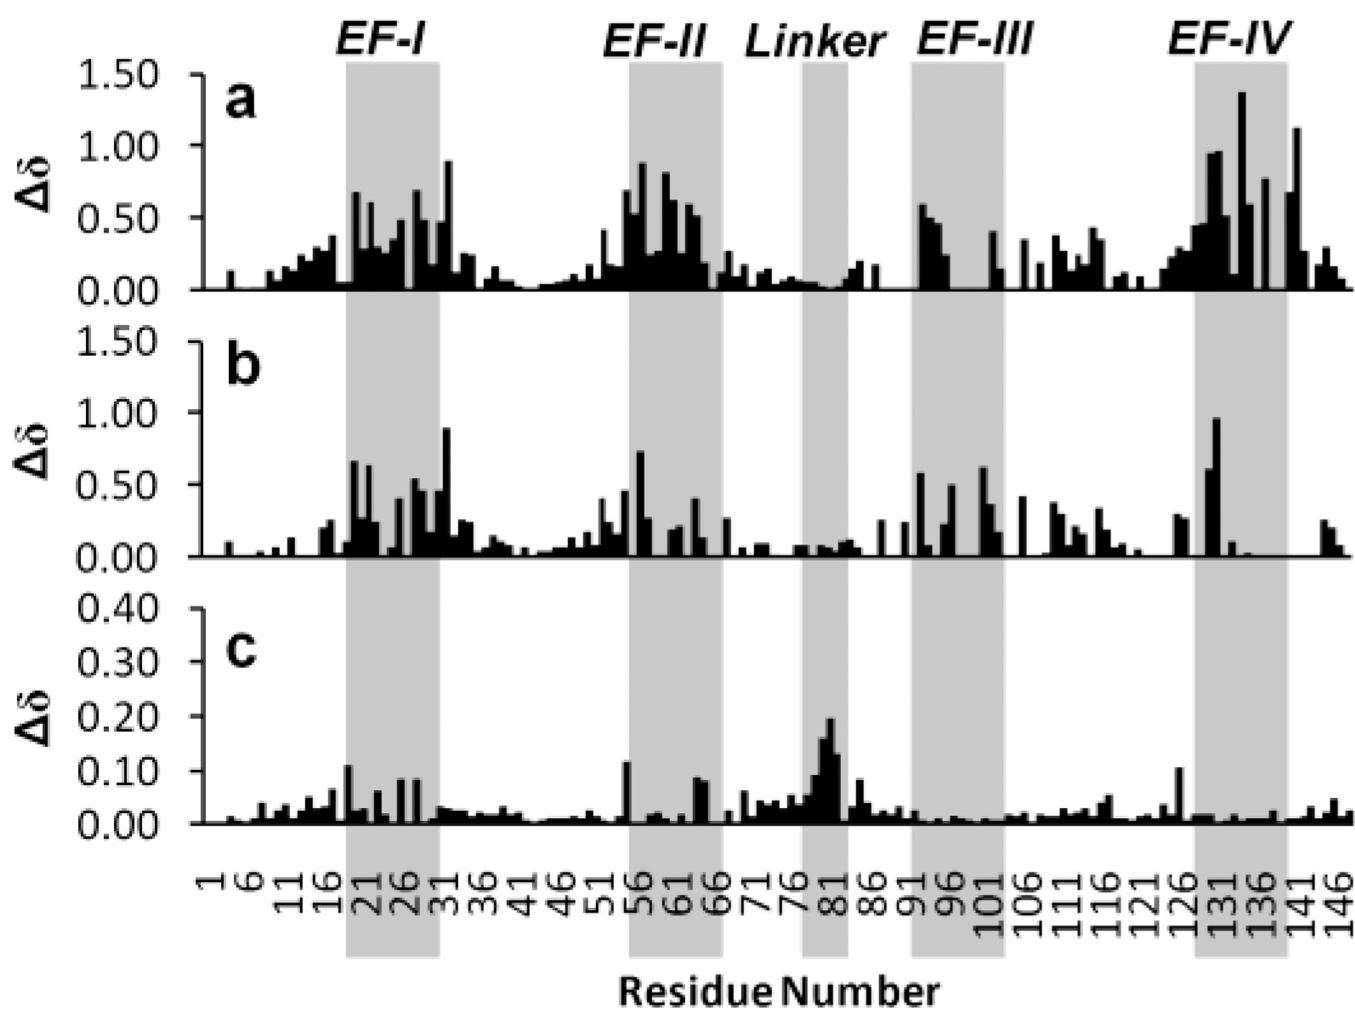 EF-I EF-II Linker EF-III EF-IV
a
1.50
1.00
0.50
0.00
Δδ
b
1.50
1.00
0.50
0.00
Δδ
c
0.40
0.30
0.20
0.10
0.00
Δδ
1 6 11 16 21 26 31 36 41 46 51 56 61 66 71 76 81 86 91 96 101 106 111 116 121 126 131 136 141 146
Residue Number